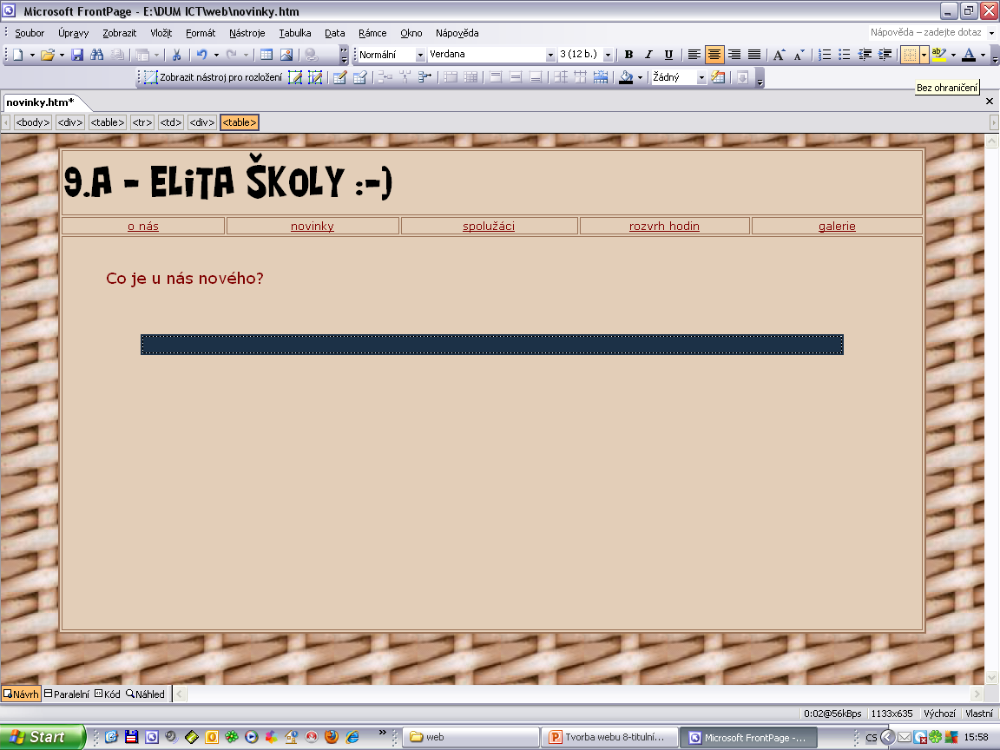 Microsoft FrontPage - E:\DUM ICT\web\novinky.htm
Soubor Úpravy Zobrazit Vložit Formát Nástroje Tabulka Data Rámce Okno Nápověda Nápověda – zadejte dotaz
Normální Verdana 3 (12 b.) B I U A A ab A
Zobrazit nástroj pro rozložení Žádný
Bez ohraničení
novinky.htm*
<body> <div> <table> <tr> <td> <div> <table>
9.A - ELiTA ŠKOLY :-)
o nás novinky spolužáci rozvrh hodin galerie
Co je u nás nového?
Návrh Paralelní Kód Náhled
0:02@56kBps 1133x635 Výchozí Vlastní
Start web Tvorba webu 8-titulní... Microsoft FrontPage -... CS 15:58